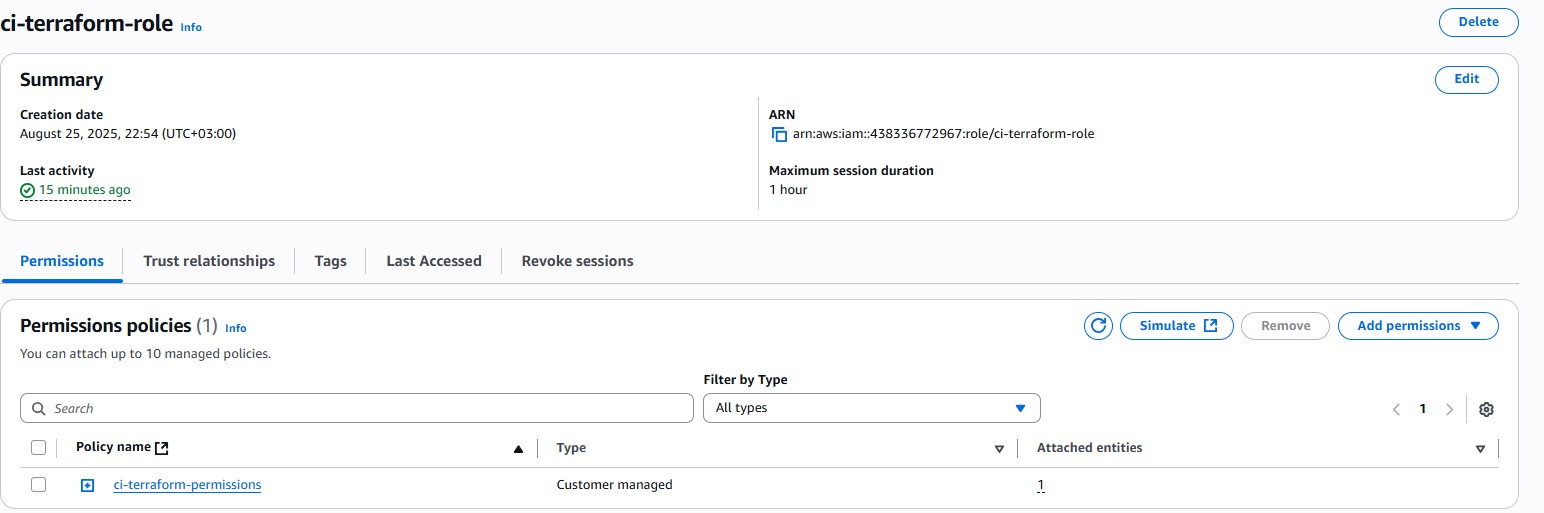 ci-terraform-role Info
Delete
Summary
Edit
Creation date
August 25, 2025, 22:54 (UTC+03:00)
ARN
arn:aws:iam::438336772967:role/ci-terraform-role
Last activity
15 minutes ago
Maximum session duration
1 hour
Permissions Trust relationships Tags Last Accessed Revoke sessions
Permissions policies (1) Info
Simulate Remove Add permissions
You can attach up to 10 managed policies.
Filter by Type
Search All types 1
Policy name Type Attached entities
ci-terraform-permissions Customer managed 1